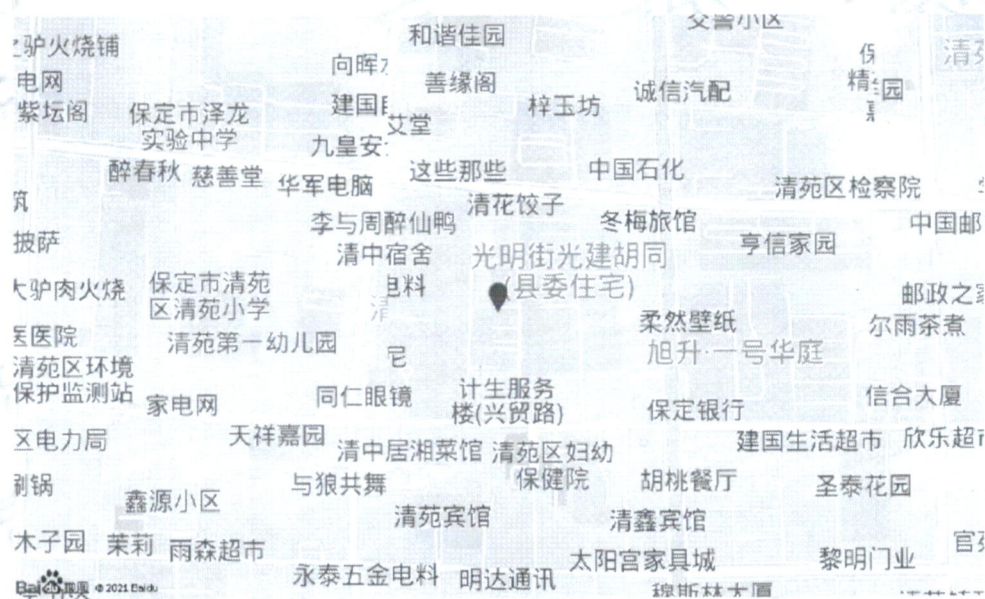 和谐佳园
交警小区
驴火烧铺
向晖
保
清
电网
善缘阁
诚信汽配
精
园
紫坛阁
保定市泽龙
实验中学
建国
艾堂
梓玉坊
九皇安
醉春秋
慈善堂
华军电脑
这些那些
中国石化
清苑区检察院
筑
清花饺子
李与周醉仙鸭
冬梅旅馆
中国邮
披萨
清中宿舍
光明街光建胡同
(县委住宅)
亨信家园
驴肉火烧
保定市清苑
区清苑小学
料
邮政之家
医医院
清苑第一幼儿园
柔然壁纸
尔雨茶煮
旭升·一号华庭
清苑区环境
保护监测站
家电网
同仁眼镜
计生服务
楼(兴贸路)
保定银行
信合大厦
区电力局
天祥嘉园
清中居湘菜馆
清苑区妇幼
保健院
建国生活超市
欣乐超市
涮锅
鑫源小区
与狼共舞
胡桃餐厅
圣泰花园
清苑宾馆
清鑫宾馆
木子园
茉莉
雨森超市
太阳宫家具城
黎明门业
官
永泰五金电料
明达通讯
穆斯林大厦
Bai du 地图
© 2021 Baidu